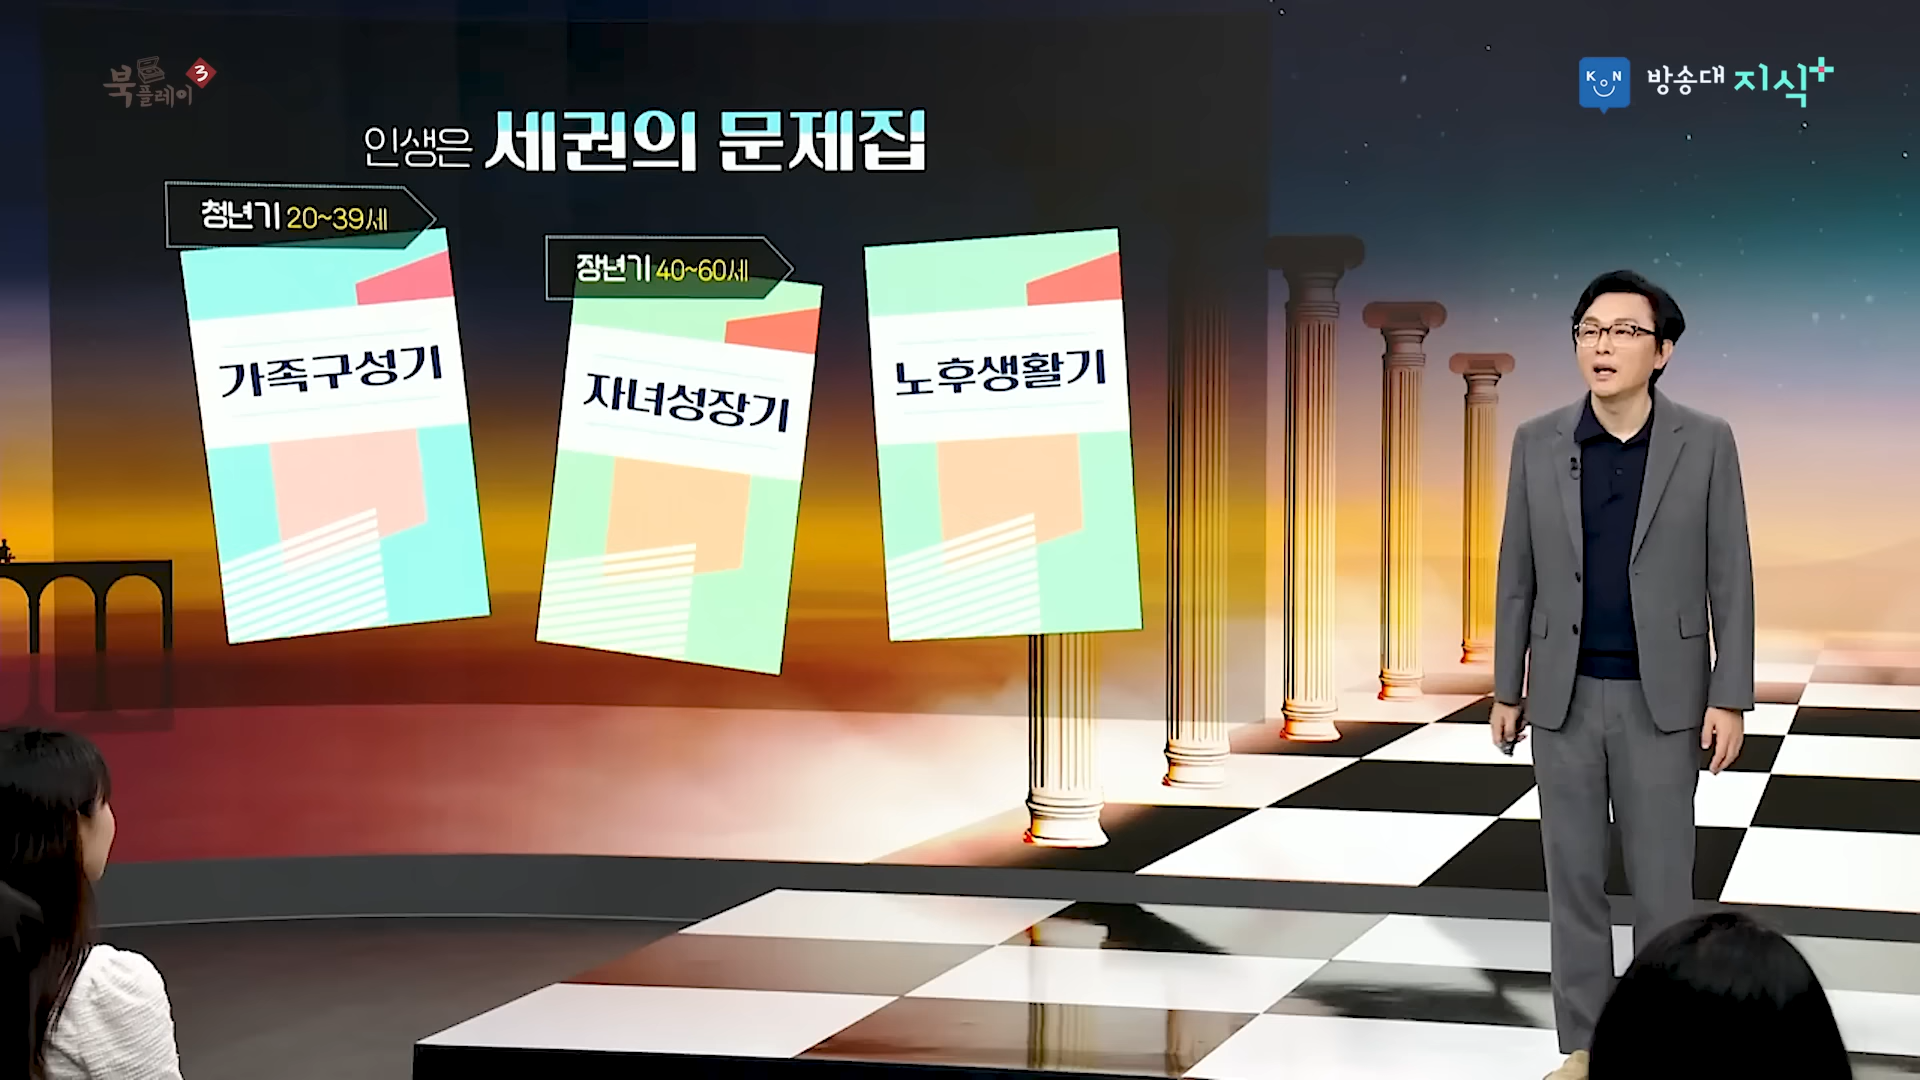 북플레이 3
KON 방송대 지식+
인생은 세권의 문제집
청년기 20~39세
장년기 40~60세
가족구성기
자녀성장기
노후생활기